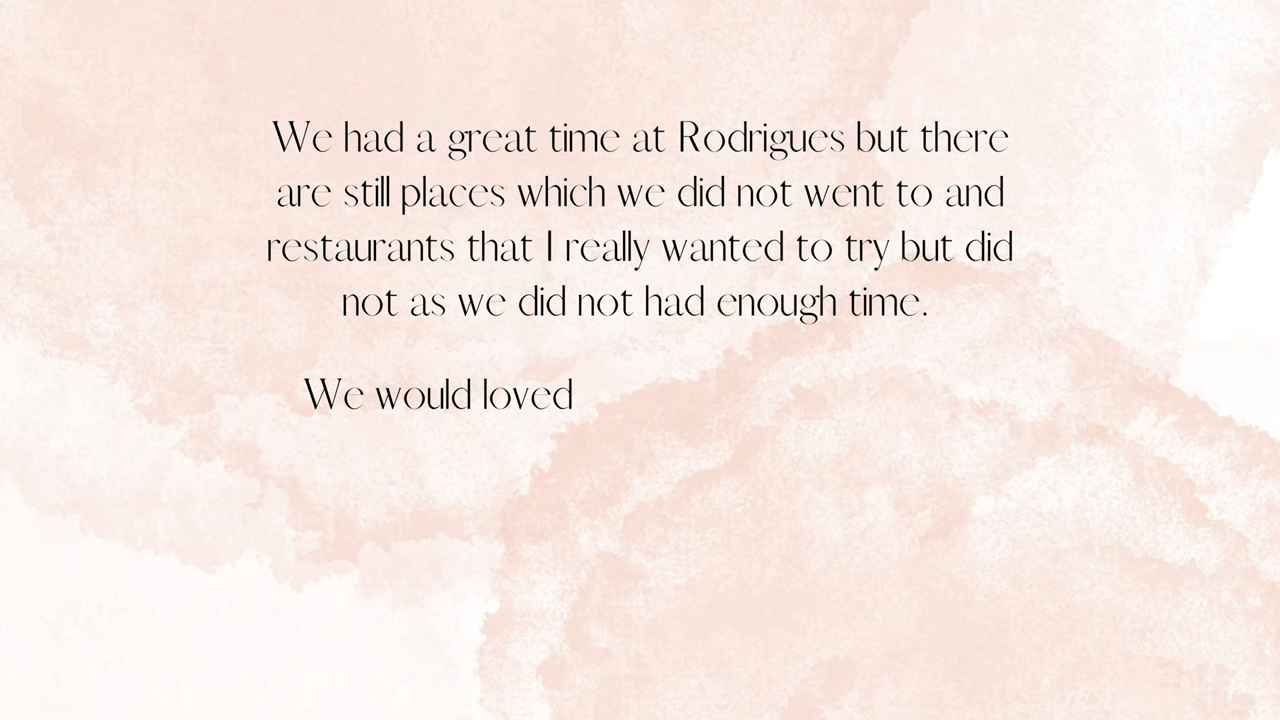 We had a great time at Rodrigues but there
are still places which we did not went to and
restaurants that I really wanted to try but did
not as we did not had enough time.
We would loved